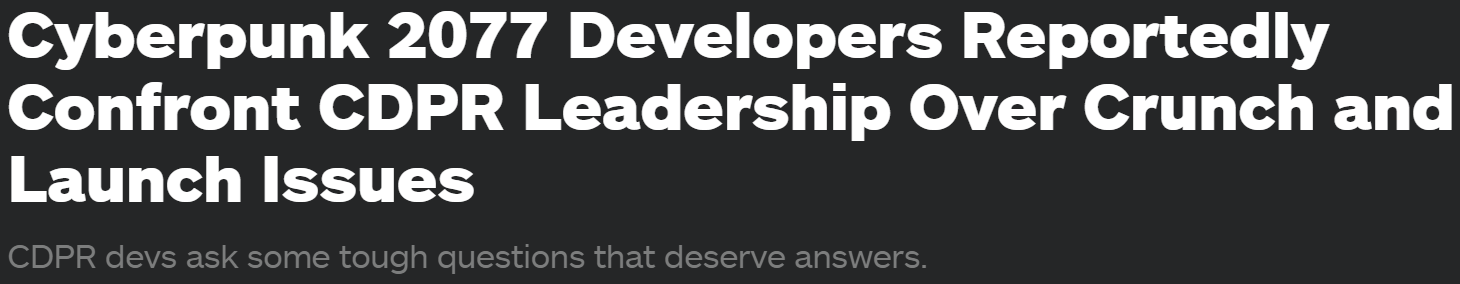 Cyberpunk 2077 Developers Reportedly
Confront CDPR Leadership Over Crunch and
Launch Issues
CDPR devs ask some tough questions that deserve answers.